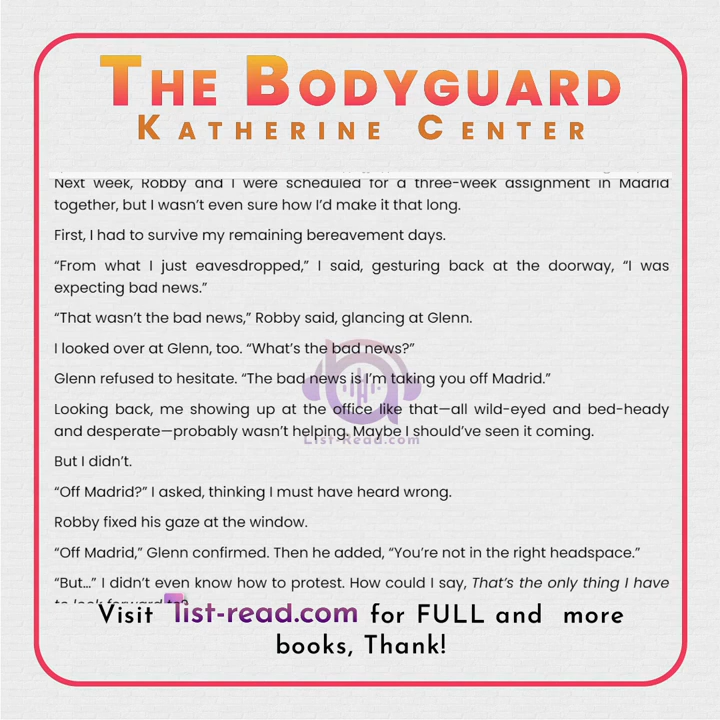 THE BODYGUARD
KATHERINE CENTER
Next week, Robby and I were scheduled for a three-week assignment in Madrid
together, but I wasn’t even sure how I’d make it that long.
First, I had to survive my remaining bereavement days.
“From what I just eavesdropped,” I said, gesturing back at the doorway, “I was
expecting bad news.”
“That wasn’t the bad news,” Robby said, glancing at Glenn.
I looked over at Glenn, too. “What’s the bad news?”
Glenn refused to hesitate. “The bad news is I’m taking you off Madrid.”
Looking back, me showing up at the office like that—all wild-eyed and bed-heady
and desperate—probably wasn’t helping. Maybe I should’ve seen it coming.
List-Read.com
But I didn’t.
“Off Madrid?” I asked, thinking I must have heard wrong.
Robby fixed his gaze at the window.
“Off Madrid,” Glenn confirmed. Then he added, “You’re not in the right headspace.”
“But…” I didn’t even know how to protest. How could I say, That’s the only thing I have
to look forward to?
Visit list-read.com for FULL and more
books, Thank!